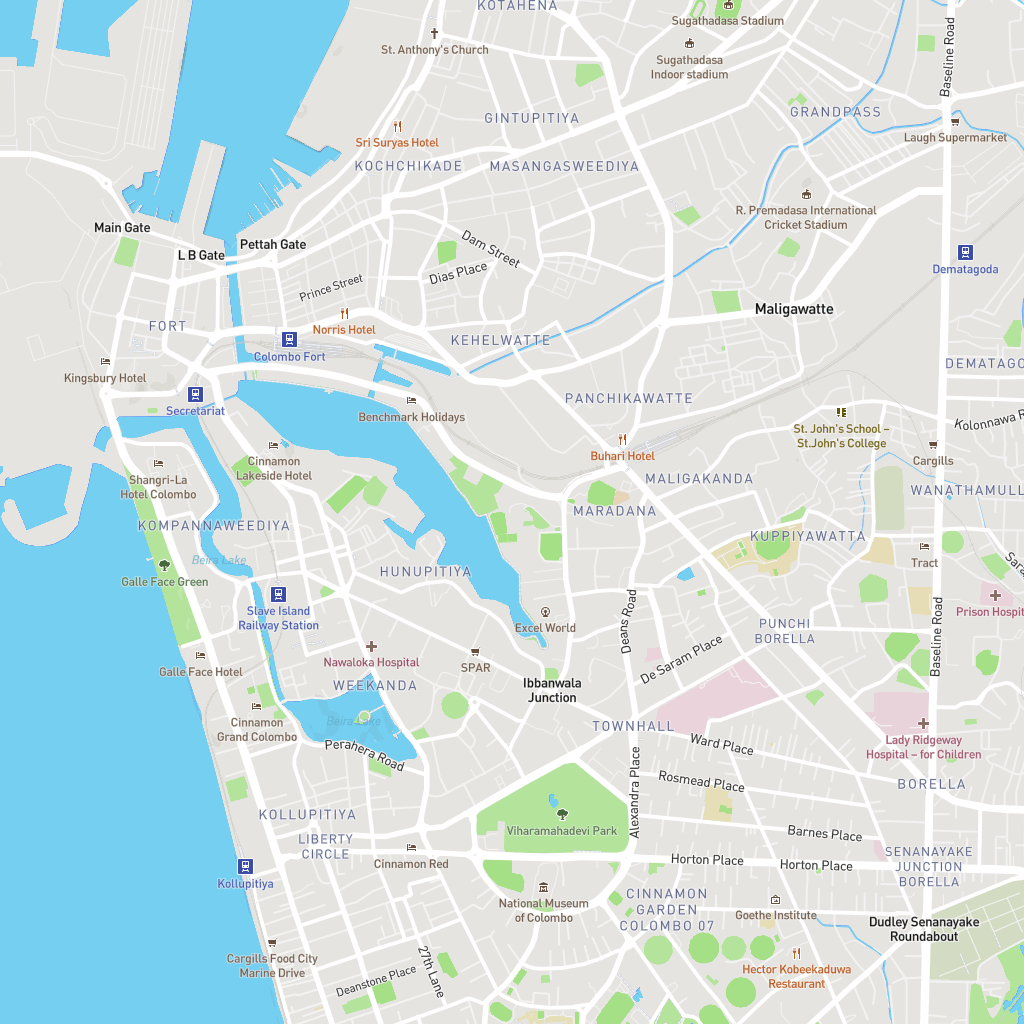 KOTAHENA
Sugathadasa Stadium
St. Anthony's Church
Sugathadasa
Indoor stadium
Baseline Road
GINTUPITIYA
GRANDPASS
Laugh Supermarket
Sri Suryas Hotel
KOCHCHIKADE
MASANGASWEEDIYA
R. Premadasa International
Cricket Stadium
Main Gate
L B Gate
Pettah Gate
Dam Street
Dias Place
Prince Street
Dematagoda
Maligawatte
FORT
Norris Hotel
Colombo Fort
KEHELWATTE
DEMATAGO
Kingsbury Hotel
Secretariat
Benchmark Holidays
PANCHIKAWATTE
St. John's School –
St.John's College
Kolonnawa R
Buhari Hotel
Cargills
Cinnamon
Lakeside Hotel
Shangri-La
Hotel Colombo
MALIGAKANDA
WANATHAMULL
MARADANA
KOMPANNAWEEDIYA
KUPPIYAWATTA
Beira Lake
Tract
Galle Face Green
HUNUPITIYA
Sara
Slave Island
Railway Station
Deans Road
Excel World
Prison Hospit
PUNCHI
BORELLA
Baseline Road
Nawaloka Hospital
SPAR
De Saram Place
Galle Face Hotel
WEEKANDA
Ibbanwala
Junction
Cinnamon
Grand Colombo
Beira Lake
TOWNHALL
Ward Place
Lady Ridgeway
Hospital – for Children
Perahera Road
Rosmead Place
BORELLA
Alexandra Place
KOLLUPITIYA
Viharamahadevi Park
Barnes Place
LIBERTY
CIRCLE
Cinnamon Red
Horton Place
Horton Place
SENANAYAKE
JUNCTION
BORELLA
Kollupitiya
National Museum
of Colombo
CINNAMON
GARDEN
COLOMBO 07
Goethe Institute
Dudley Senanayake
Roundabout
Cargills Food City
Marine Drive
27th Lane
Deanstone Place
Hector Kobeekaduwa
Restaurant